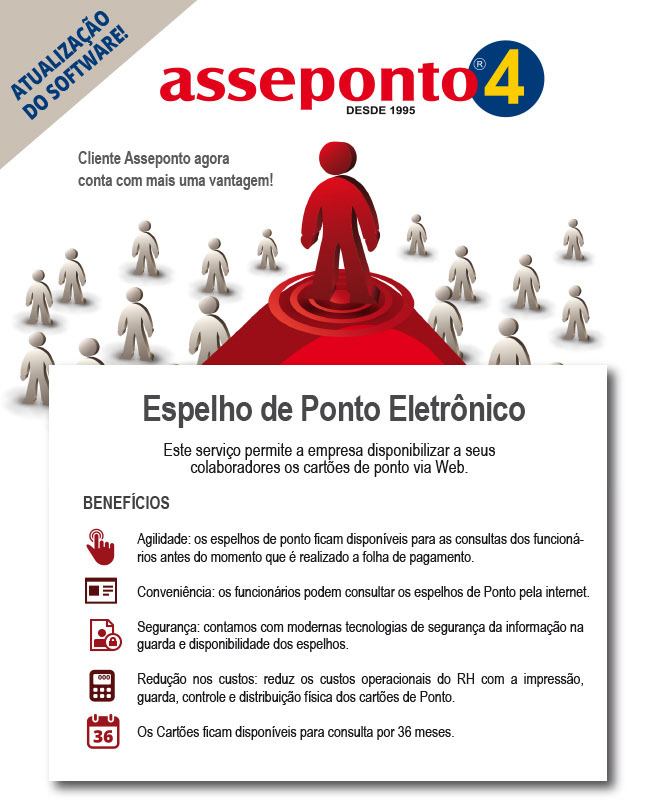 ATUALIZAÇÃO
DO SOFTWARE!
asseponto® 4
DESDE 1995
Cliente Asseponto agora
conta com mais uma vantagem!
Espelho de Ponto Eletrônico
Este serviço permite a empresa disponibilizar a seus
colaboradores os cartões de ponto via Web.
BENEFÍCIOS
Agilidade: os espelhos de ponto ficam disponíveis para as consultas dos funcioná-
rios antes do momento que é realizado a folha de pagamento.
Conveniência: os funcionários podem consultar os espelhos de Ponto pela internet.
Segurança: contamos com modernas tecnologias de segurança da informação na
guarda e disponibilidade dos espelhos.
000
Redução nos custos: reduz os custos operacionais do RH com a impressão,
guarda, controle e distribuição física dos cartões de Ponto.
36
Os Cartões ficam disponíveis para consulta por 36 meses.